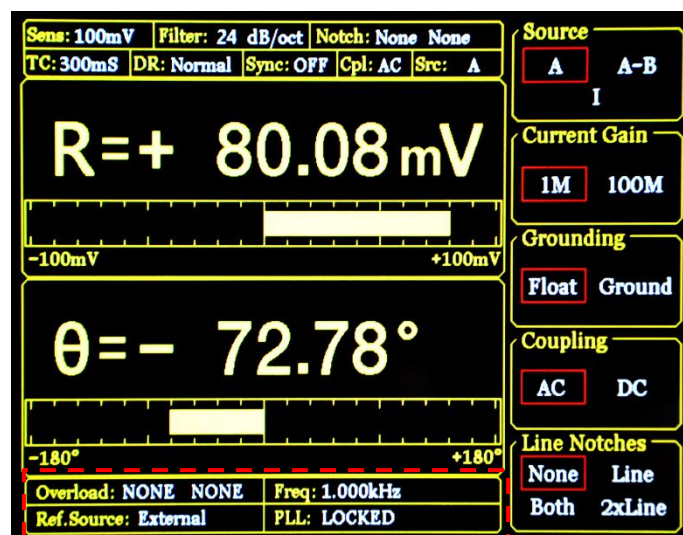 Sens: 100mV Filter: 24 dB/oct Notch: None None
TC: 300mS DR: Normal Sync: OFF Cpl: AC Src: A
R=+ 80.08 mV
-100mV +100mV
θ=- 72.78°
-180° +180°
Overload: NONE NONE Freq: 1.000kHz
Ref.Source: External PLL: LOCKED
Source
A A-B
I
Current Gain
1M 100M
Grounding
Float Ground
Coupling
AC DC
Line Notches
None Line
Both 2xLine